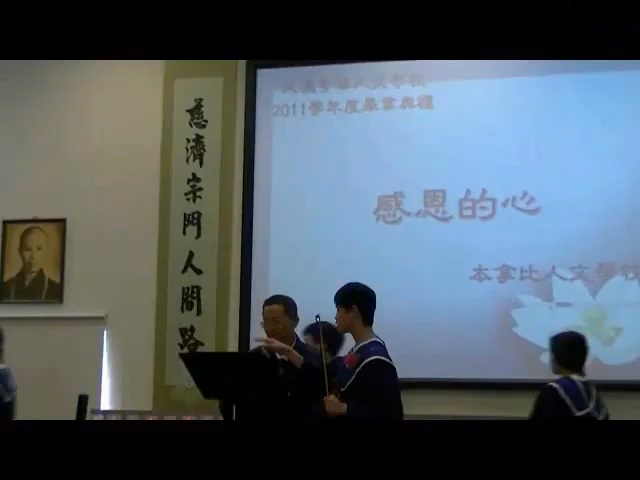 慈濟宗門人間路
2011學年度畢業典禮
感恩的心
本拿比人文學校